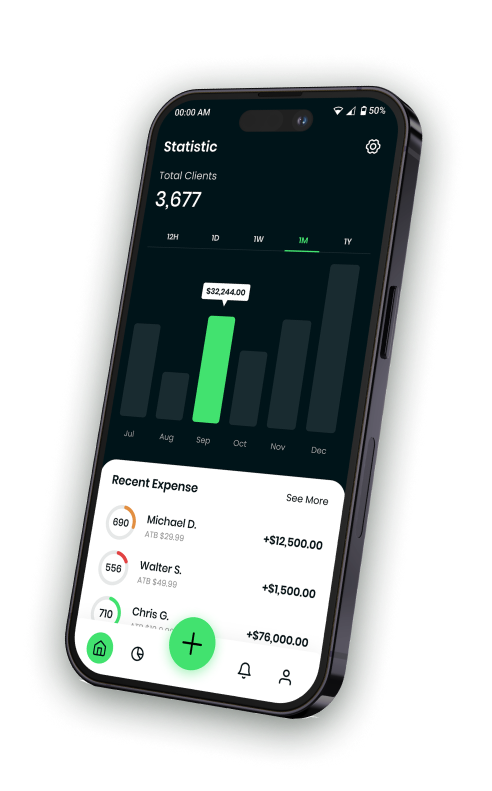 00:00 AM 50%
Statistic
Total Clients
3,677
12H 1D 1W 1M 1Y
$32,244.00
Jul Aug Sep Oct Nov Dec
Recent Expense See More
690 Michael D. +$12,500.00
ATB $29.99
556 Walter S. +$1,500.00
ATB $49.99
710 Chris G. +$76,000.00